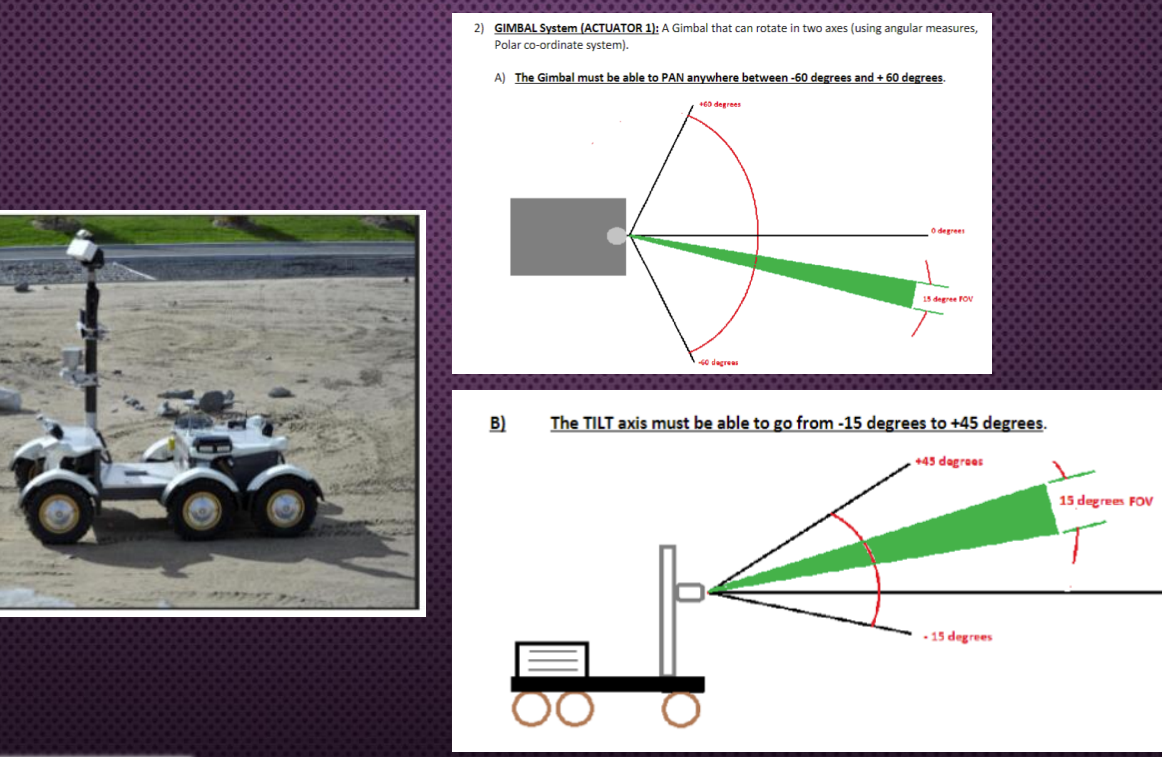 2) GIMBAL System (ACTUATOR 1): A Gimbal that can rotate in two axes (using angular measures,
Polar co-ordinate system).
A) The Gimbal must be able to PAN anywhere between -60 degrees and + 60 degrees.
+60 degrees
0 degrees
15 degree FOV
-60 degrees
B) The TILT axis must be able to go from -15 degrees to +45 degrees.
+45 degrees
15 degrees FOV
- 15 degrees